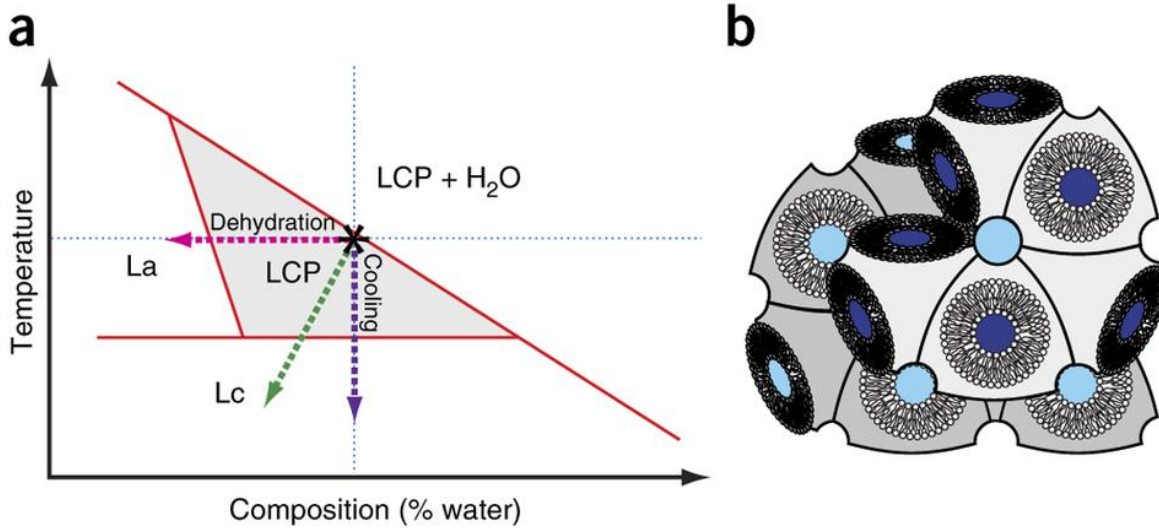 a
b
Temperature
LCP + H₂O
Dehydration
La
LCP
Cooling
Lc
Composition (% water)